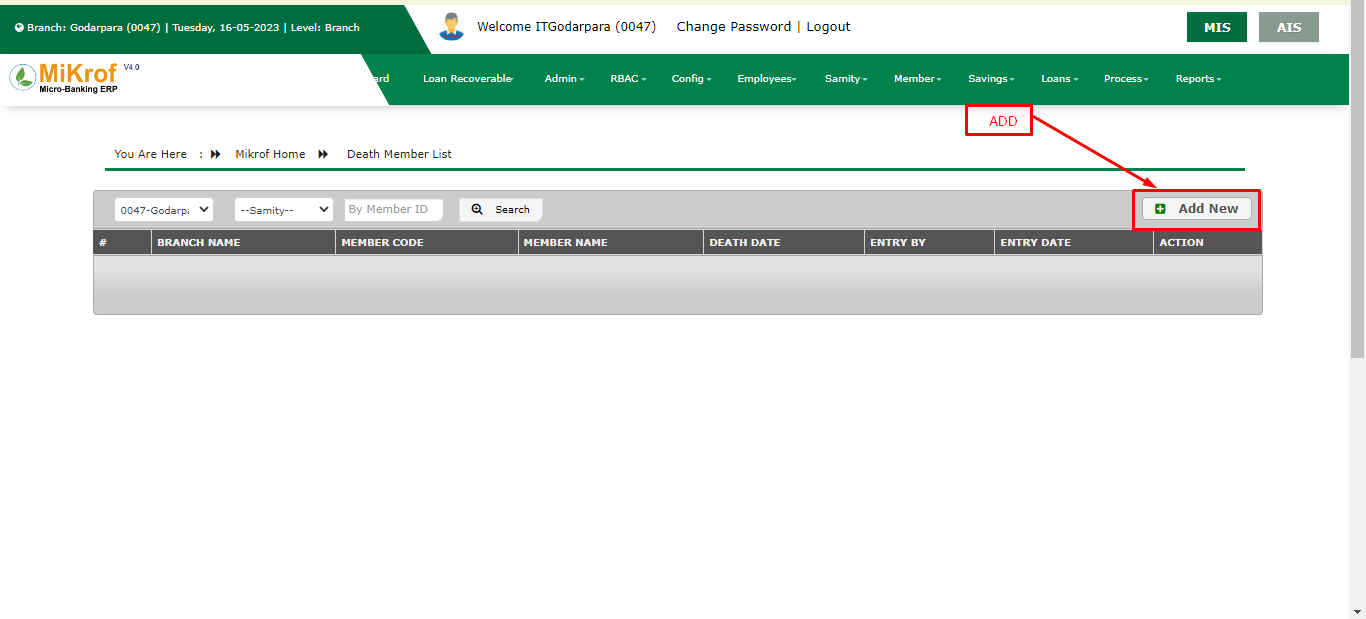 Branch: Godarpara (0047) | Tuesday, 16-05-2023 | Level: Branch
Welcome ITGodarpara (0047) Change Password | Logout
MIS AIS
MiKrof V4.0
Micro-Banking ERP
ard Loan Recoverable Admin RBAC Config Employees Samity Member Savings Loans Process Reports
ADD
You Are Here : Mikrof Home Death Member List
0047-Godarpa --Samity-- By Member ID Search Add New
# BRANCH NAME MEMBER CODE MEMBER NAME DEATH DATE ENTRY BY ENTRY DATE ACTION